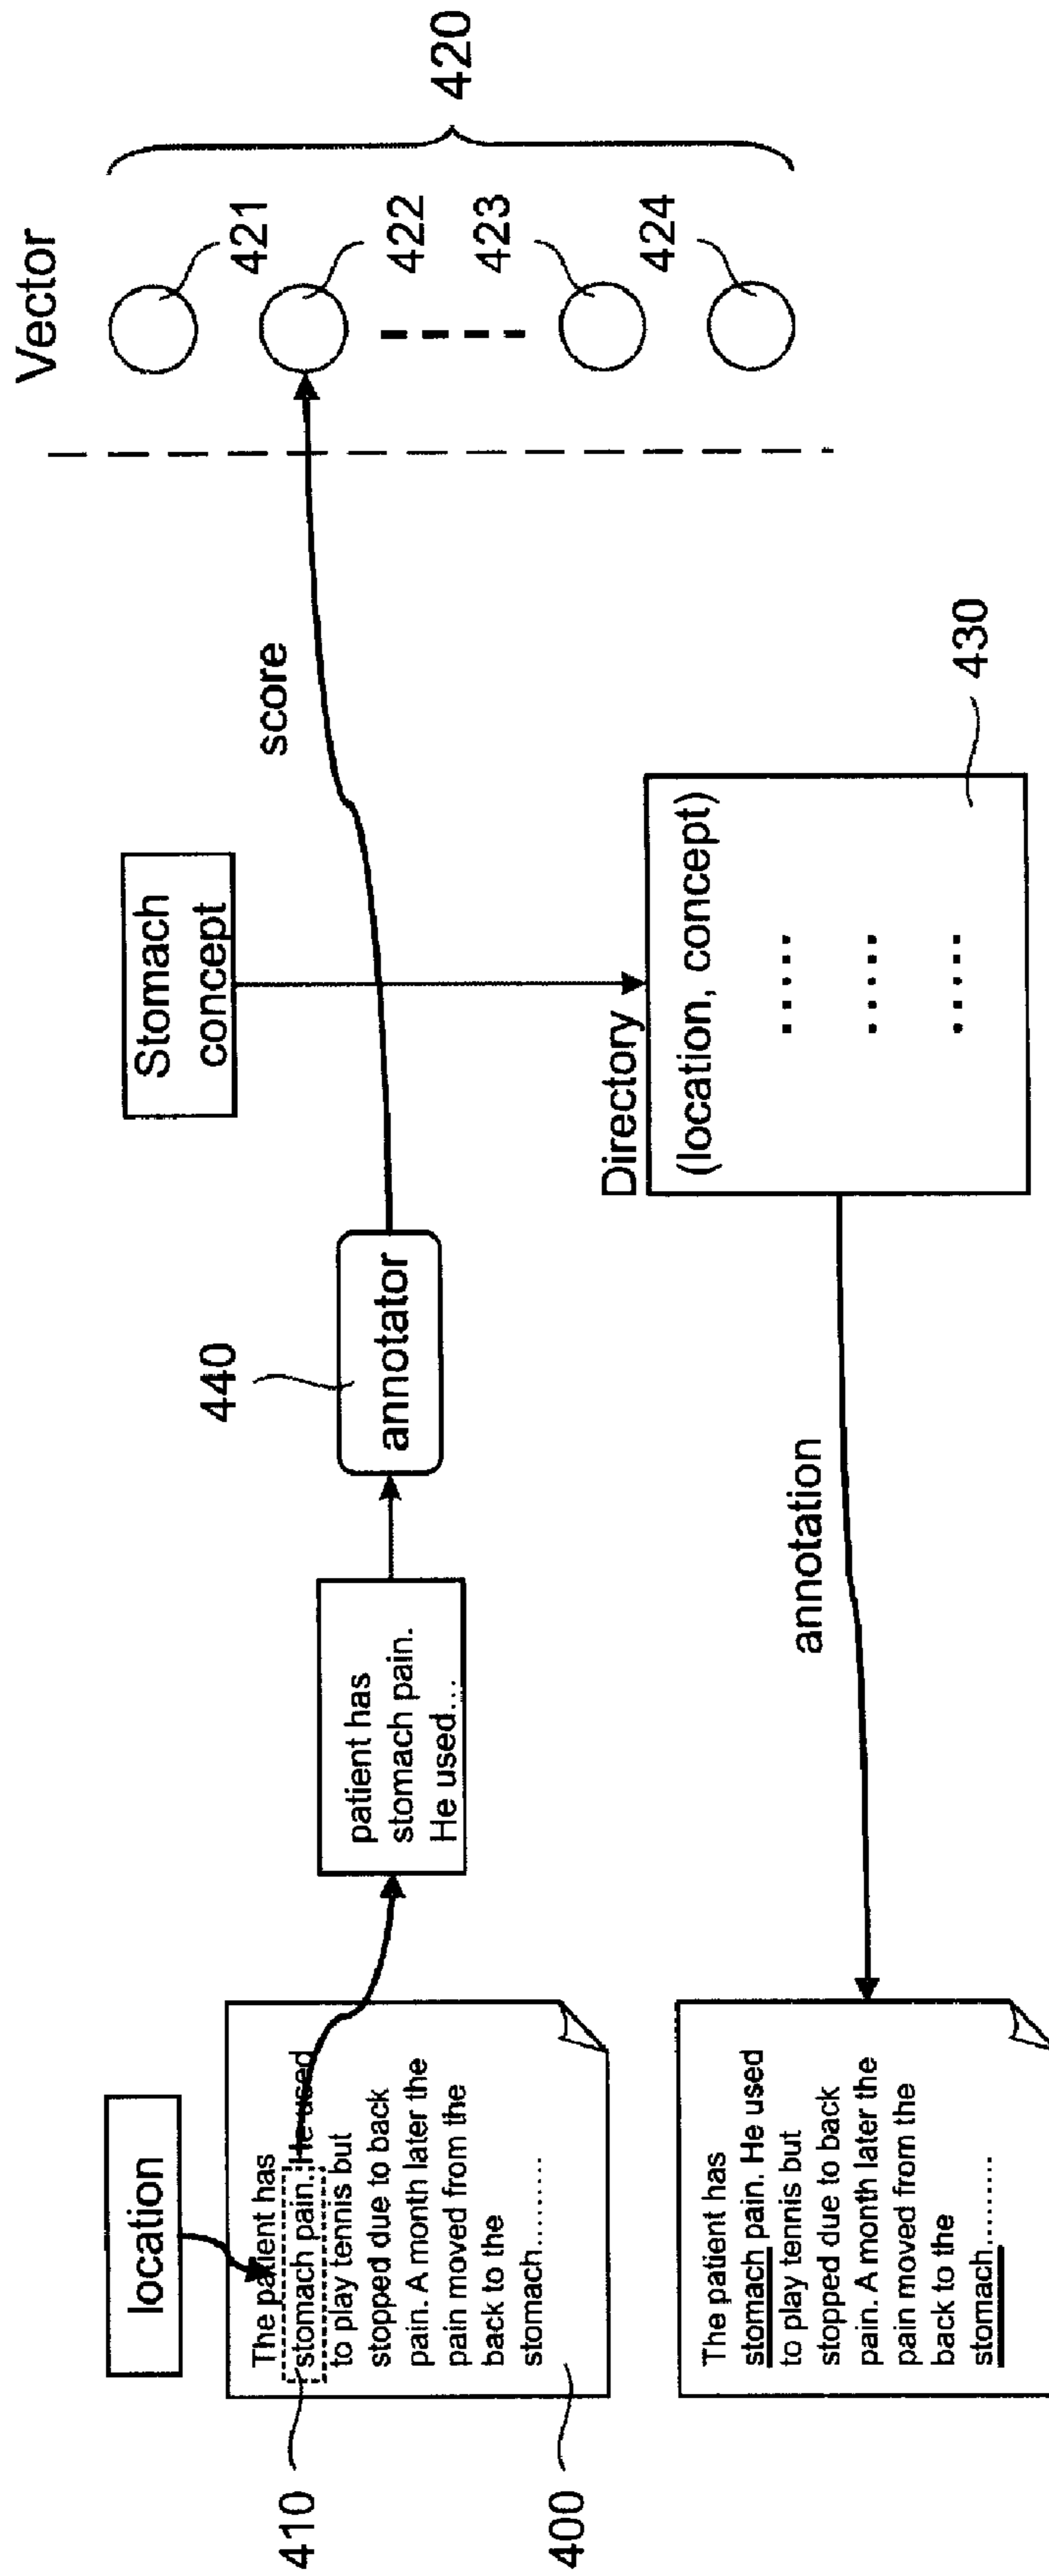 location
The patient has
stomach pain. He used
to play tennis but
stopped due to back
pain. A month later the
pain moved from the
back to the
stomach.........
410
400
patient has
stomach pain.
He used...
440
annotator
Stomach
concept
score
Vector
421
422
423
424
420
Directory
(location, concept)
.....
.....
.....
430
annotation
The patient has
stomach pain. He used
to play tennis but
stopped due to back
pain. A month later the
pain moved from the
back to the
stomach.........